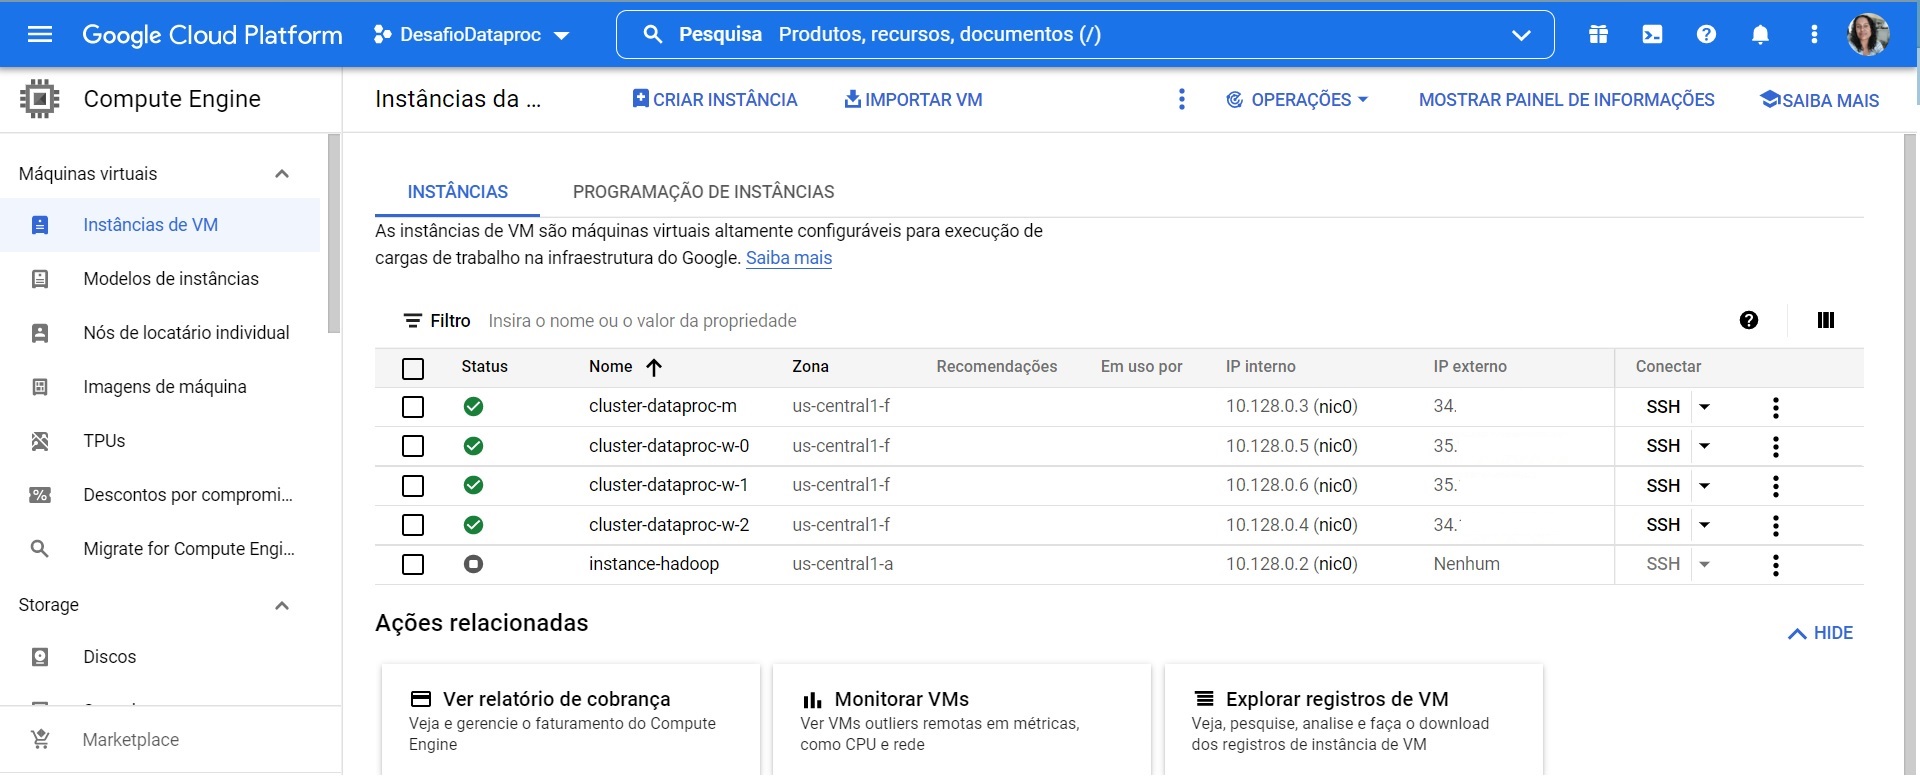 Google Cloud Platform
DesafioDataproc
Pesquisa Produtos, recursos, documentos (/)
Compute Engine
Instâncias da ...
CRIAR INSTÂNCIA
IMPORTAR VM
OPERAÇÕES
MOSTRAR PAINEL DE INFORMAÇÕES
SAIBA MAIS
Máquinas virtuais
Instâncias de VM
Modelos de instâncias
Nós de locatário individual
Imagens de máquina
TPUs
Descontos por compromi...
Migrate for Compute Engi...
Storage
Discos
Marketplace
INSTÂNCIAS
PROGRAMAÇÃO DE INSTÂNCIAS
As instâncias de VM são máquinas virtuais altamente configuráveis para execução de
cargas de trabalho na infraestrutura do Google. Saiba mais
Filtro Insira o nome ou o valor da propriedade
Status Nome Zona Recomendações Em uso por IP interno IP externo Conectar
cluster-dataproc-m us-central1-f 10.128.0.3 (nic0) 34. SSH
cluster-dataproc-w-0 us-central1-f 10.128.0.5 (nic0) 35. SSH
cluster-dataproc-w-1 us-central1-f 10.128.0.6 (nic0) 35. SSH
cluster-dataproc-w-2 us-central1-f 10.128.0.4 (nic0) 34. SSH
instance-hadoop us-central1-a 10.128.0.2 (nic0) Nenhum SSH
Ações relacionadas
HIDE
Ver relatório de cobrança
Veja e gerencie o faturamento do Compute
Engine
Monitorar VMs
Ver VMs outliers remotas em métricas,
como CPU e rede
Explorar registros de VM
Veja, pesquise, analise e faça o download
dos registros de instância de VM